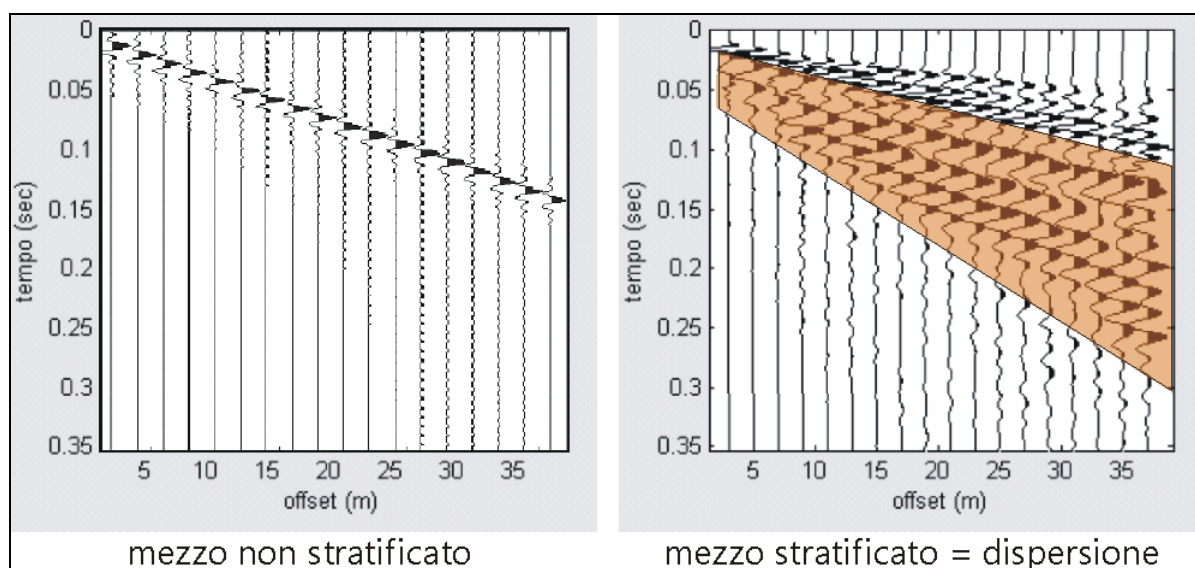 0
0.05
0.1
0.15
0.2
0.25
0.3
0.35
tempo (sec)
5 10 15 20 25 30 35
offset (m)
mezzo non stratificato
0
0.05
0.1
0.15
0.2
0.25
0.3
0.35
tempo (sec)
5 10 15 20 25 30 35
offset (m)
mezzo stratificato = dispersione